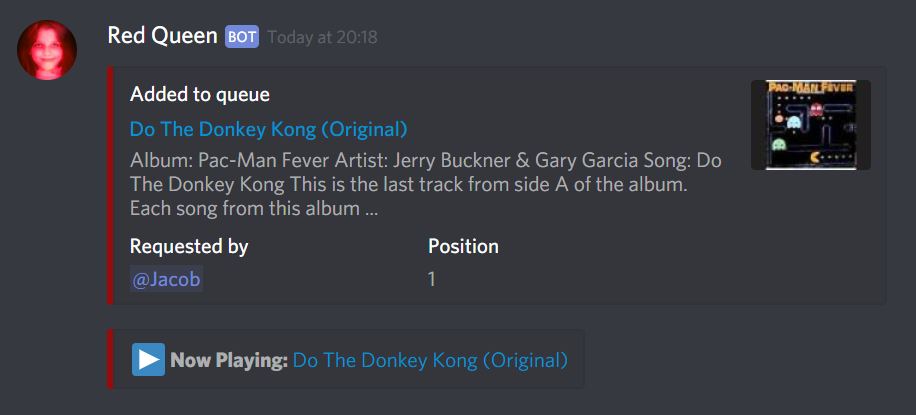 Red Queen BOT Today at 20:18
Added to queue
PAC-MAN FEVER
Do The Donkey Kong (Original)
Album: Pac-Man Fever Artist: Jerry Buckner & Gary Garcia Song: Do
The Donkey Kong This is the last track from side A of the album.
Each song from this album ...
Requested by Position
@Jacob 1
Now Playing: Do The Donkey Kong (Original)